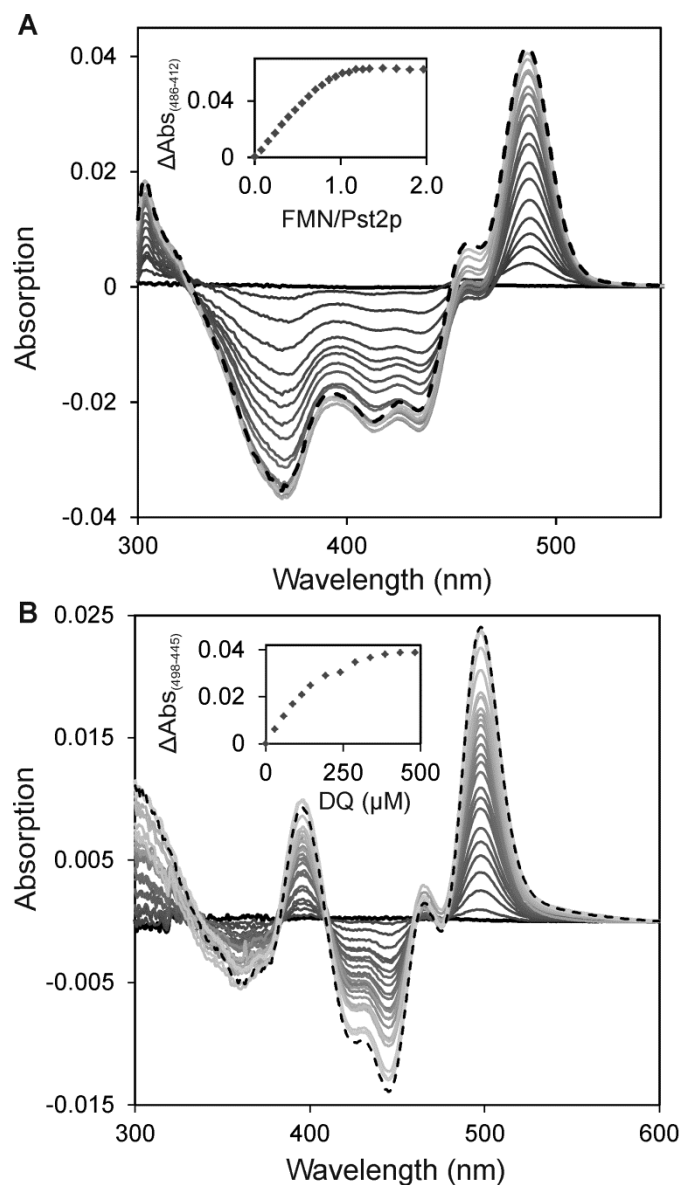 A
0.04
0.02
0
-0.02
-0.04
Absorption
300
400
500
Wavelength (nm)
ΔAbs(486-412)
0.04
0
0.0
1.0
2.0
FMN/Pst2p
B
0.025
0.015
0.005
-0.005
-0.015
Absorption
300
400
500
600
Wavelength (nm)
ΔAbs(498-445)
0.04
0.02
0
0
250
500
DQ (µM)